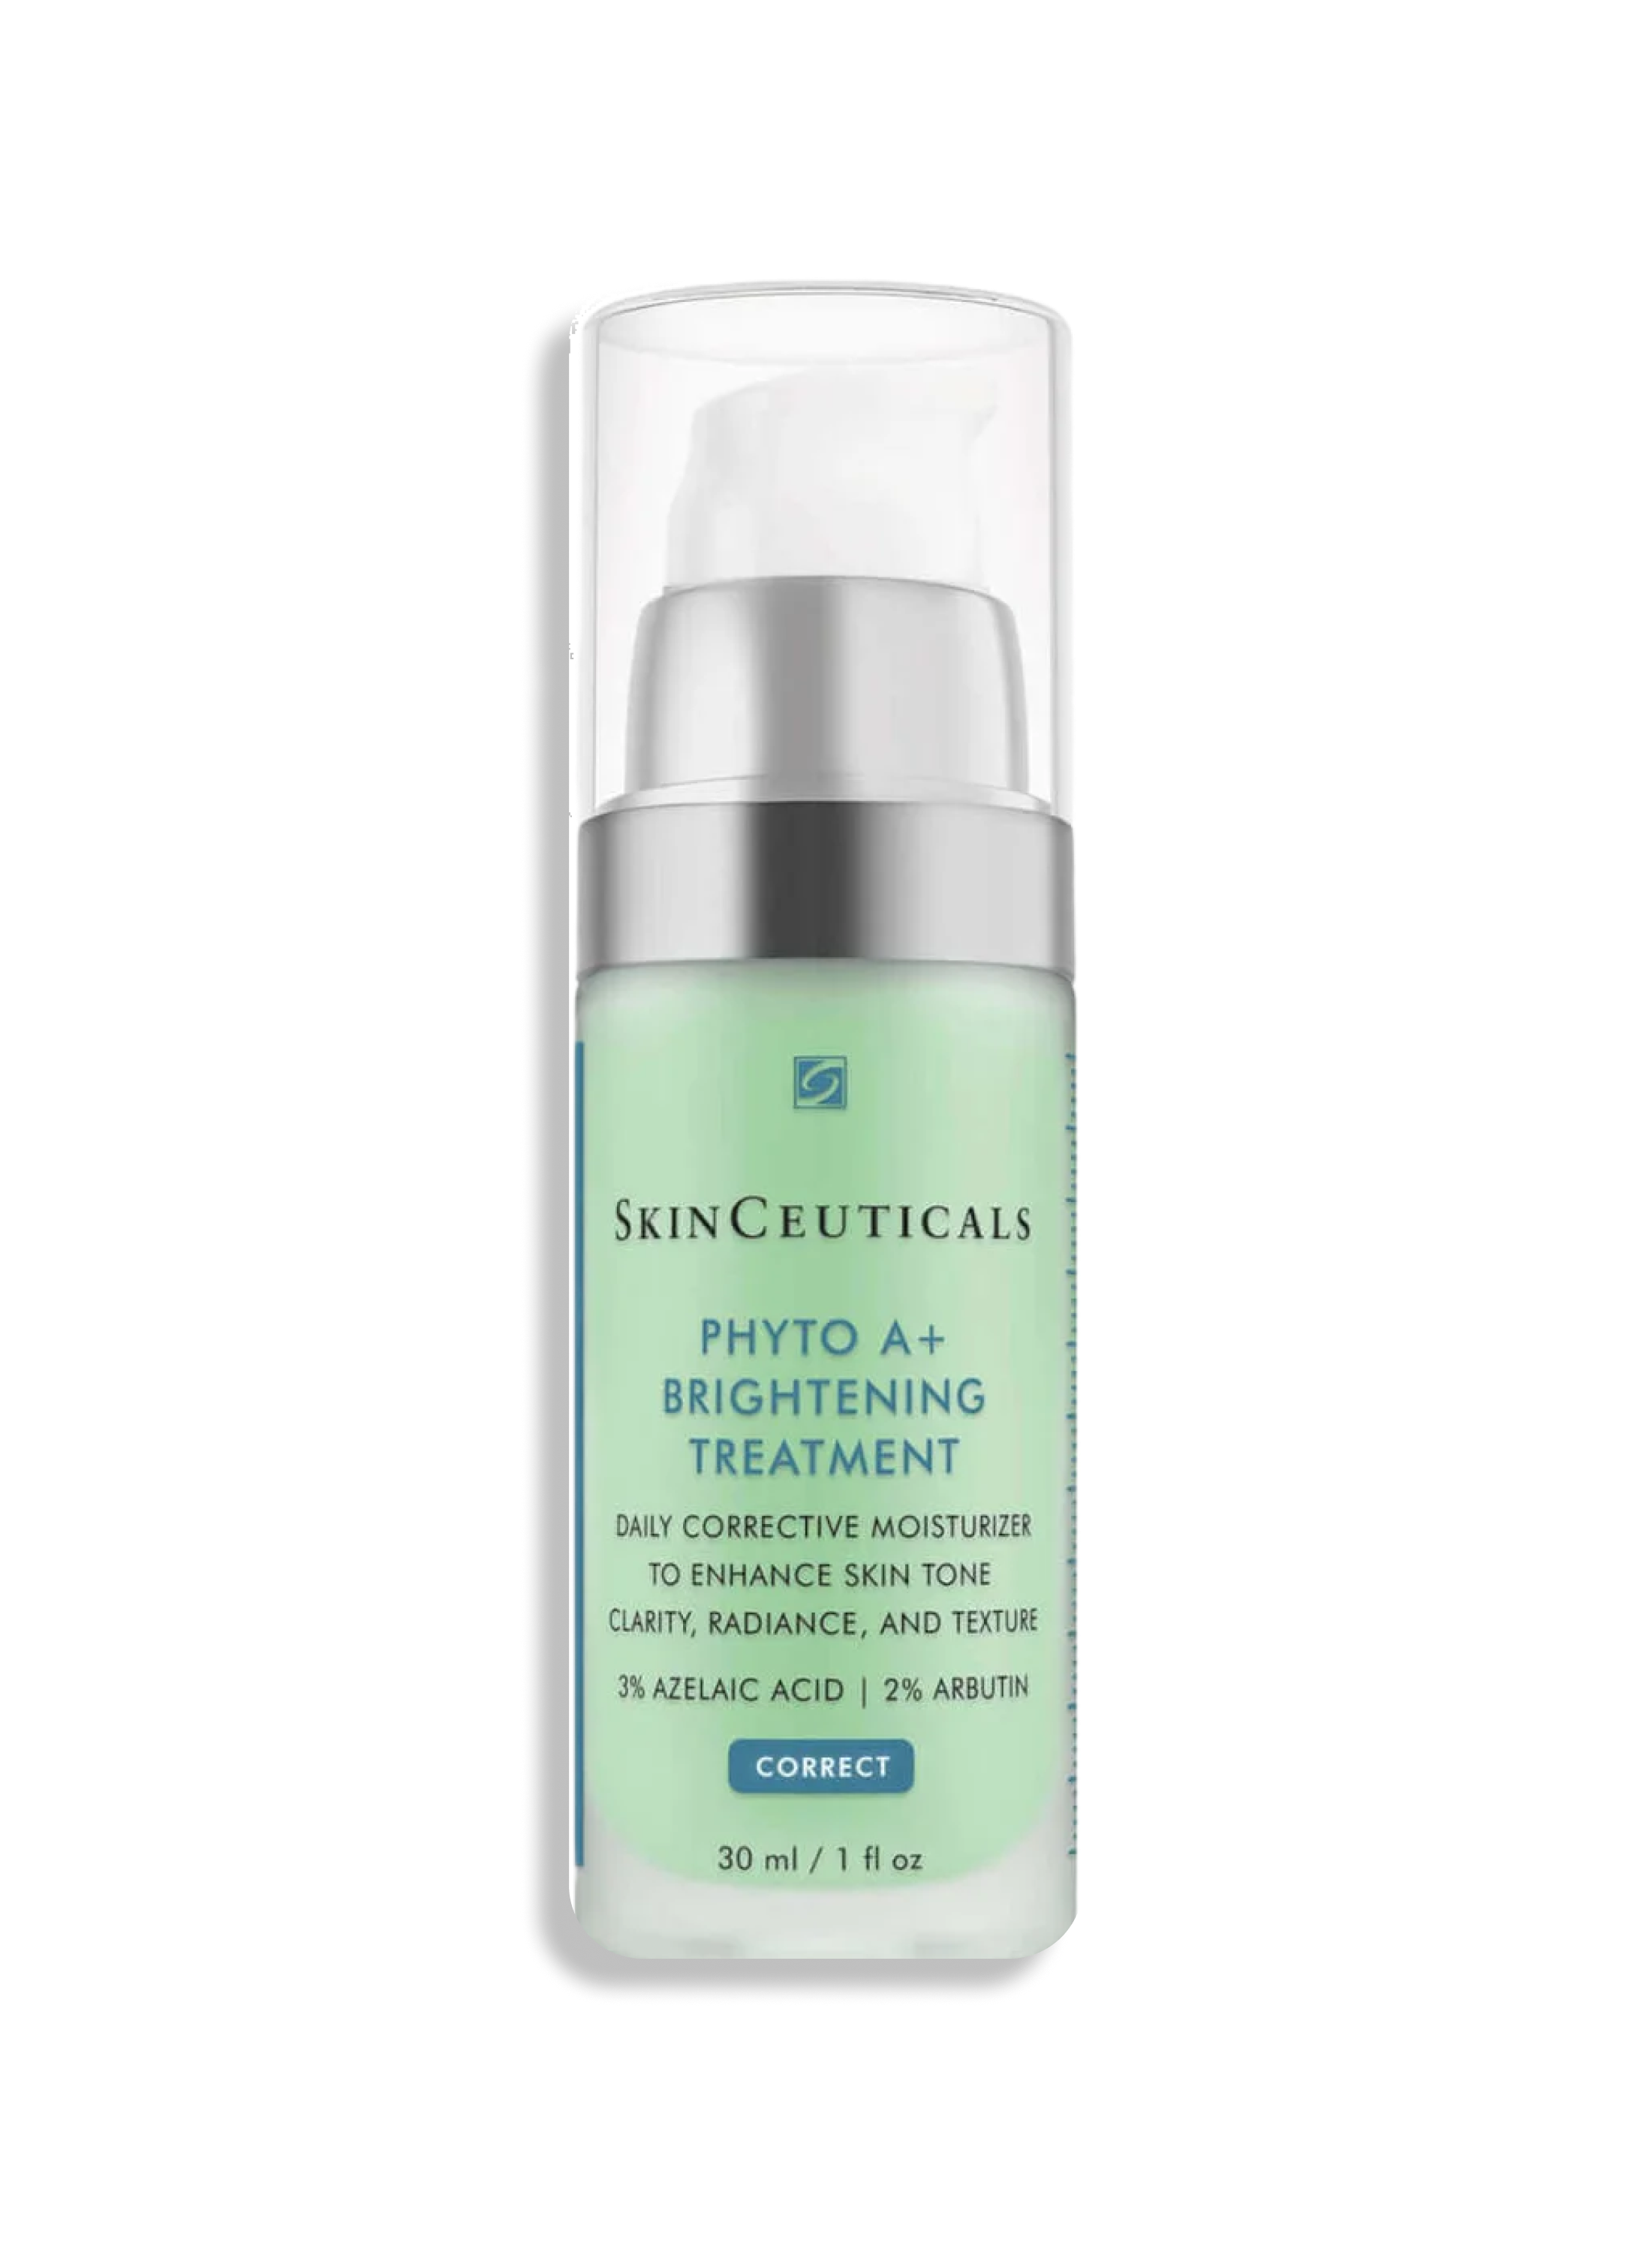 SKINCEUTICALS
PHYTO A+
BRIGHTENING
TREATMENT
DAILY CORRECTIVE MOISTURIZER
TO ENHANCE SKIN TONE
CLARITY, RADIANCE, AND TEXTURE
3% AZELAIC ACID | 2% ARBUTIN
CORRECT
30 ml / 1 fl oz